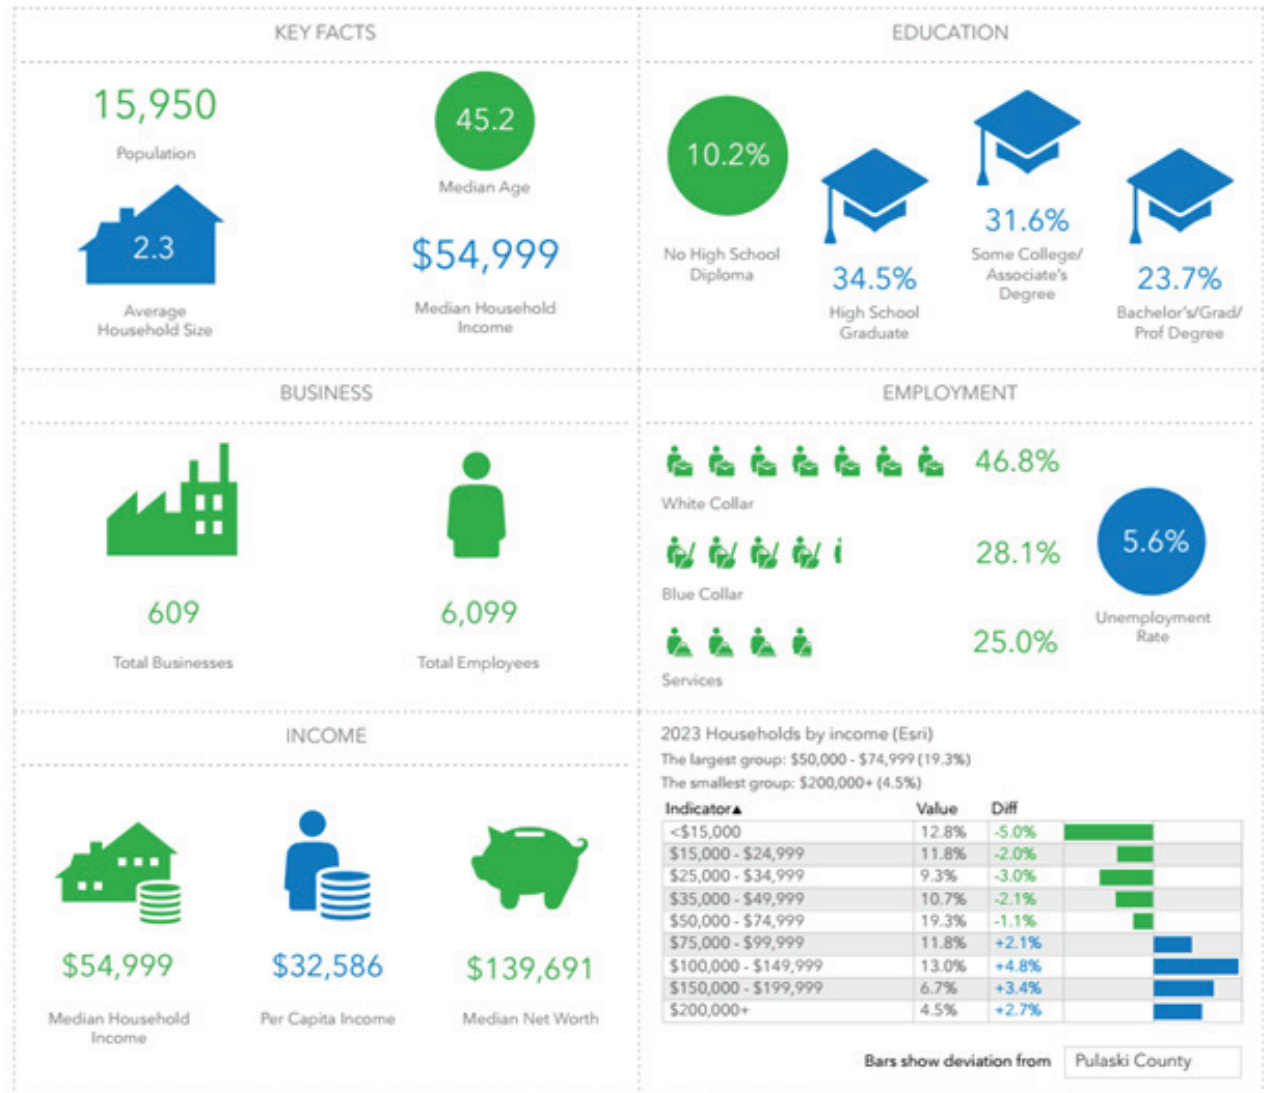 KEY FACTS
15,950
Population
45.2
Median Age
2.3
Average
Household Size
$54,999
Median Household
Income
EDUCATION
10.2%
No High School
Diploma
34.5%
High School
Graduate
31.6%
Some College/
Associate's
Degree
23.7%
Bachelor's/Grad/
Prof Degree
BUSINESS
609
Total Businesses
6,099
Total Employees
EMPLOYMENT
46.8%
White Collar
28.1%
Blue Collar
25.0%
Services
5.6%
Unemployment
Rate
INCOME
$54,999
Median Household
Income
$32,586
Per Capita Income
$139,691
Median Net Worth
2023 Households by income (Esri)
The largest group: $50,000 - $74,999 (19.3%)
The smallest group: $200,000+ (4.5%)
Indicator▲ Value Diff
<$15,000 12.8% -5.0%
$15,000 - $24,999 11.8% -2.0%
$25,000 - $34,999 9.3% -3.0%
$35,000 - $49,999 10.7% -2.1%
$50,000 - $74,999 19.3% -1.1%
$75,000 - $99,999 11.8% +2.1%
$100,000 - $149,999 13.0% +4.8%
$150,000 - $199,999 6.7% +3.4%
$200,000+ 4.5% +2.7%
Bars show deviation from Pulaski County